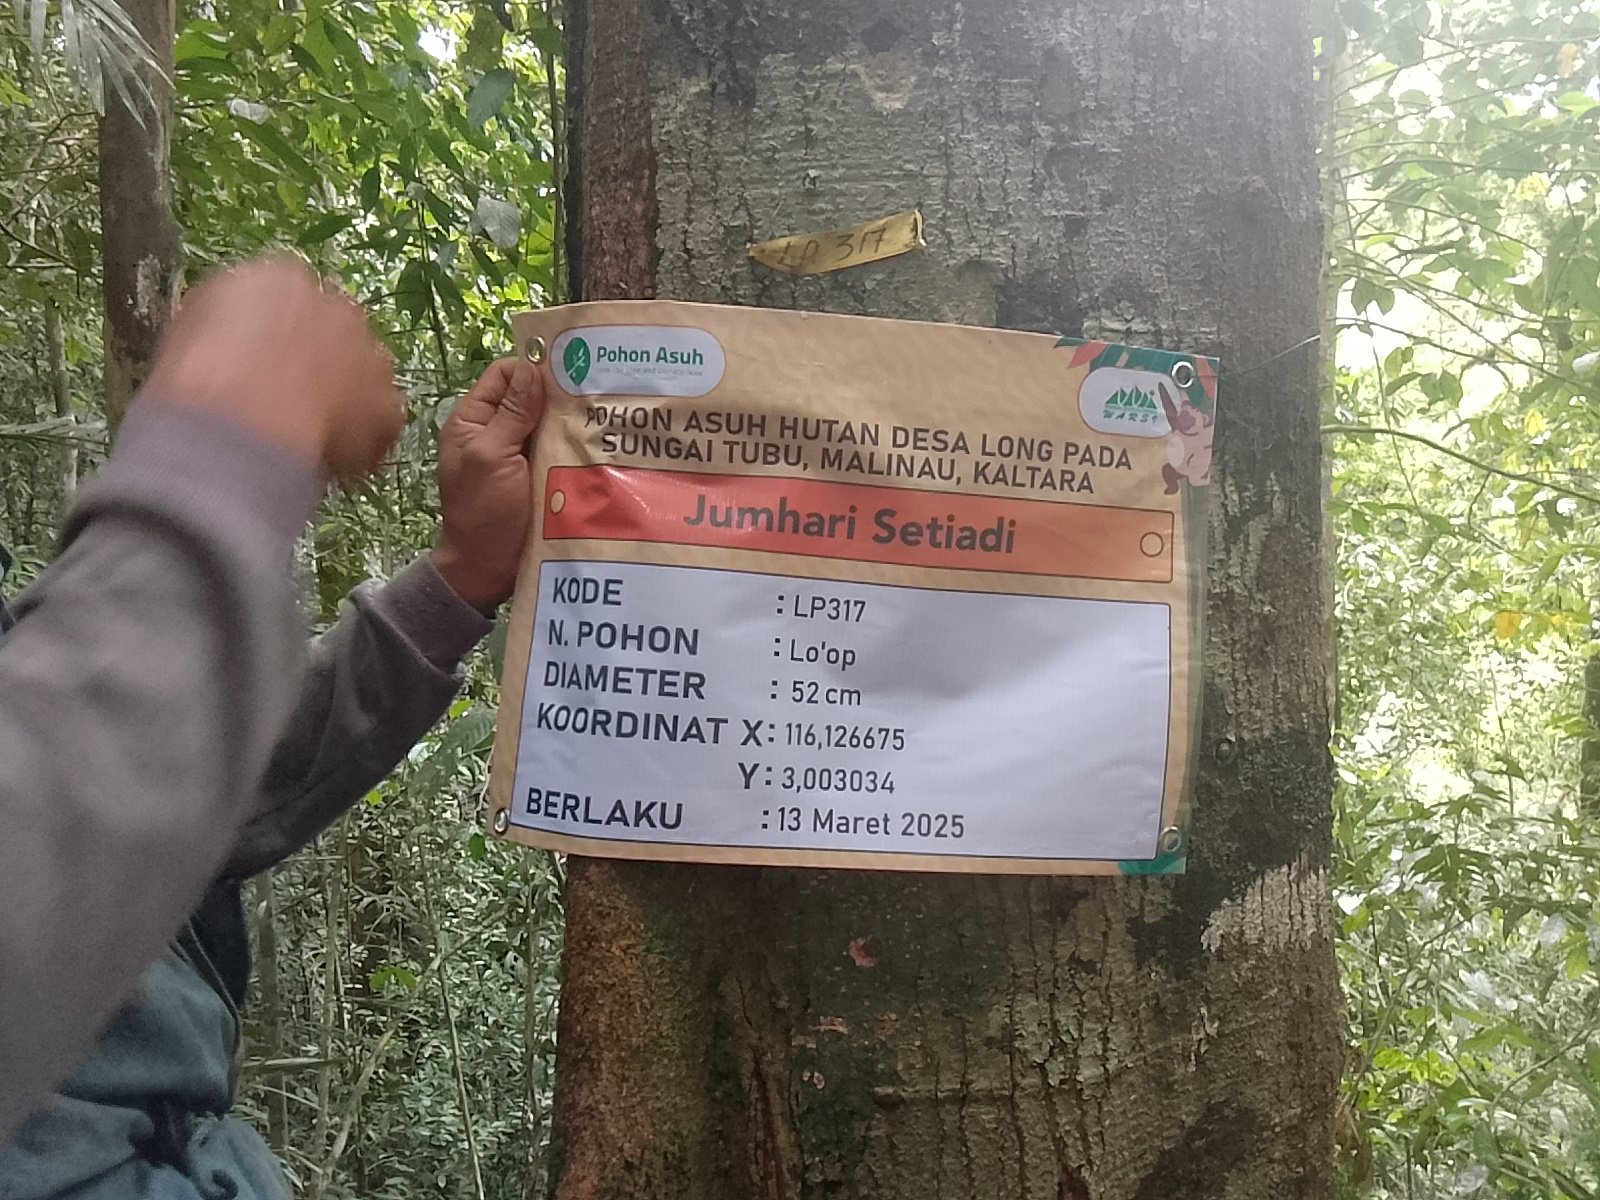 LP 317
Pohon Asuh
POHON ASUH HUTAN DESA LONG PADA
SUNGAI TUBU, MALINAU, KALTARA
WARSI
Jumhari Setiadi
KODE : LP317
N. POHON : Lo'op
DIAMETER : 52 cm
KOORDINAT X : 116,126675
Y : 3,003034
BERLAKU : 13 Maret 2025